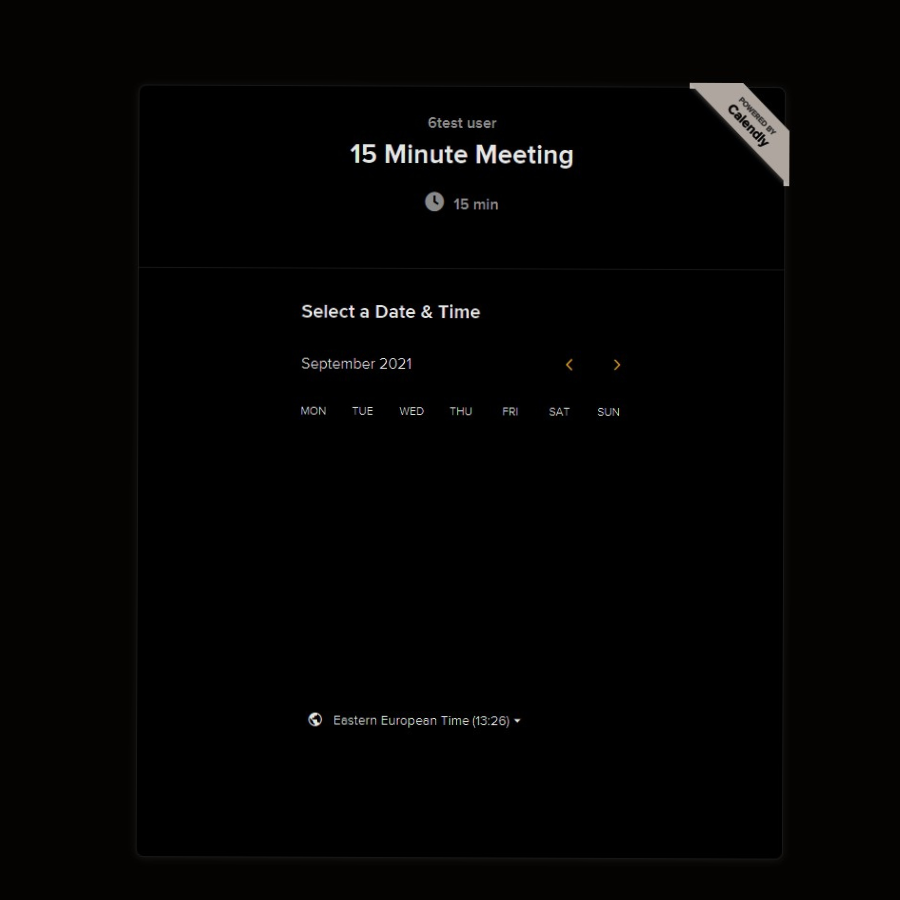 POWERED BY
Calendly
6test user
15 Minute Meeting
15 min
Select a Date & Time
September 2021
MON TUE WED THU FRI SAT SUN
Eastern European Time (13:26)